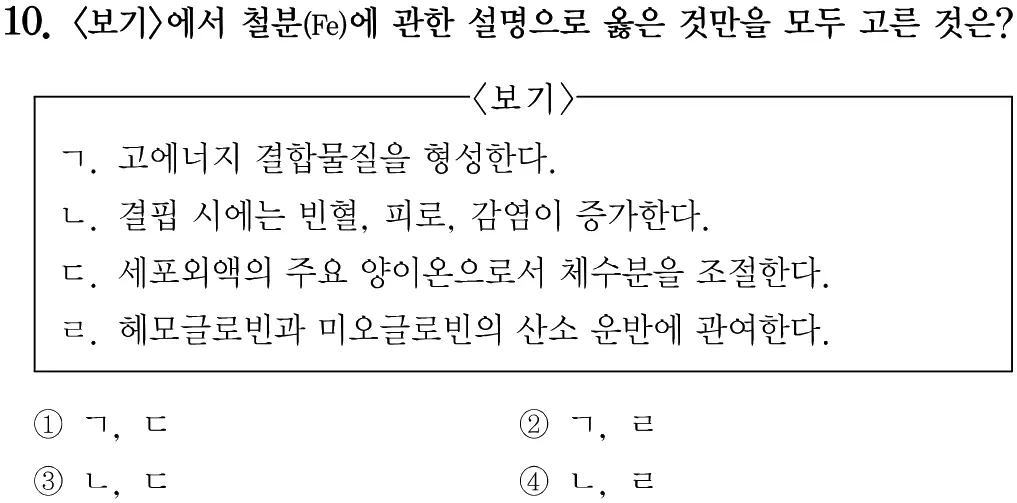 10. 〈보기〉에서 철분(Fe)에 관한 설명으로 옳은 것만을 모두 고른 것은?
〈보기〉
ㄱ. 고에너지 결합물질을 형성한다.
ㄴ. 결핍 시에는 빈혈, 피로, 감염이 증가한다.
ㄷ. 세포외액의 주요 양이온으로서 체수분을 조절한다.
ㄹ. 헤모글로빈과 미오글로빈의 산소 운반에 관여한다.
① ㄱ, ㄷ ② ㄱ, ㄹ
③ ㄴ, ㄷ ④ ㄴ, ㄹ